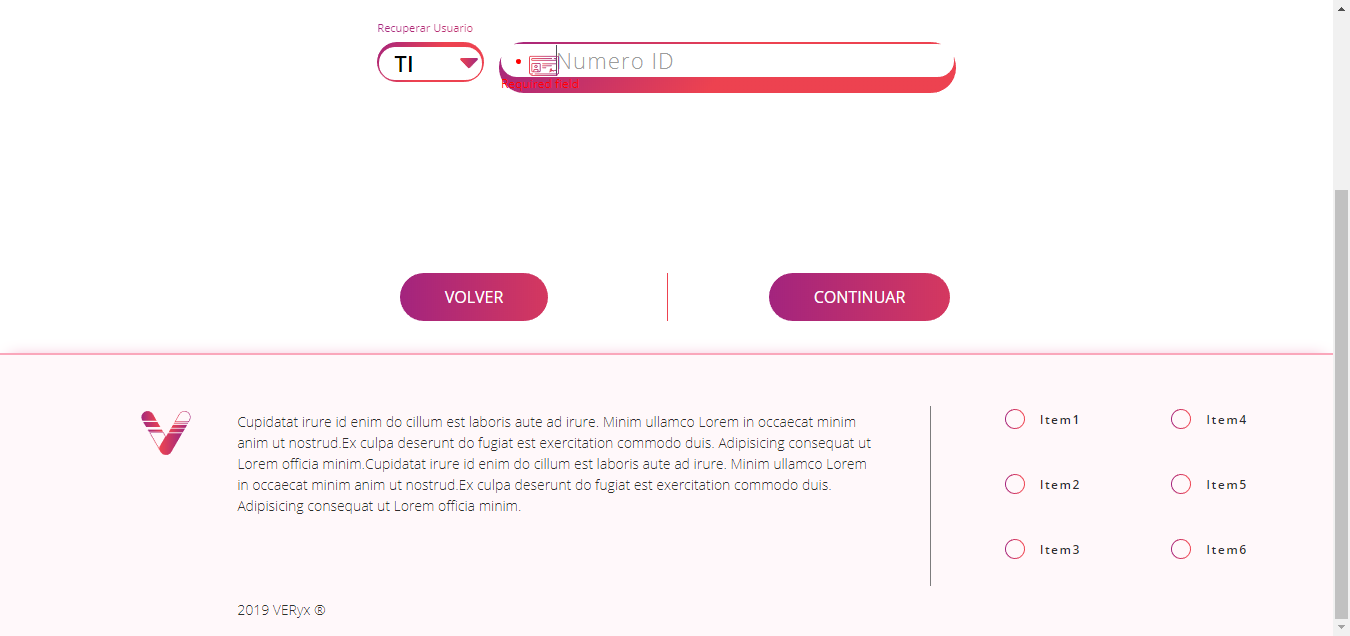 Recuperar Usuario
TI
Numero ID
Required field
VOLVER
CONTINUAR
Cupidatat irure id enim do cillum est laboris aute ad irure. Minim ullamco Lorem in occaecat minim
anim ut nostrud.Ex culpa deserunt do fugiat est exercitation commodo duis. Adipisicing consequat ut
Lorem officia minim.Cupidatat irure id enim do cillum est laboris aute ad irure. Minim ullamco Lorem
in occaecat minim anim ut nostrud.Ex culpa deserunt do fugiat est exercitation commodo duis.
Adipisicing consequat ut Lorem officia minim.
2019 VERyx ®
Item1
Item4
Item2
Item5
Item3
Item6